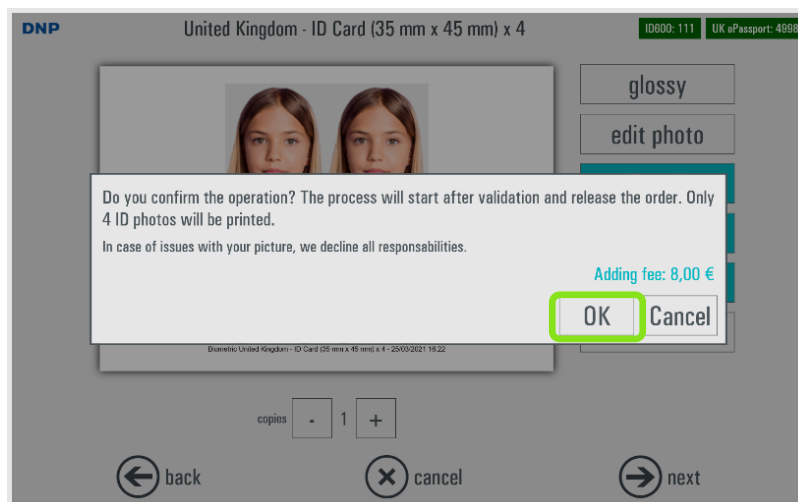 DNP
United Kingdom - ID Card (35 mm x 45 mm) x 4
ID600: 111
UK ePassport: 4998
glossy
edit photo
Do you confirm the operation? The process will start after validation and release the order. Only
4 ID photos will be printed.
In case of issues with your picture, we decline all responsabilities.
Adding fee: 8,00 €
OK
Cancel
Biometric United Kingdom - ID Card (35 mm x 45 mm) x 4 - 25/03/2021 16:22
copies
-
1
+
back
cancel
next